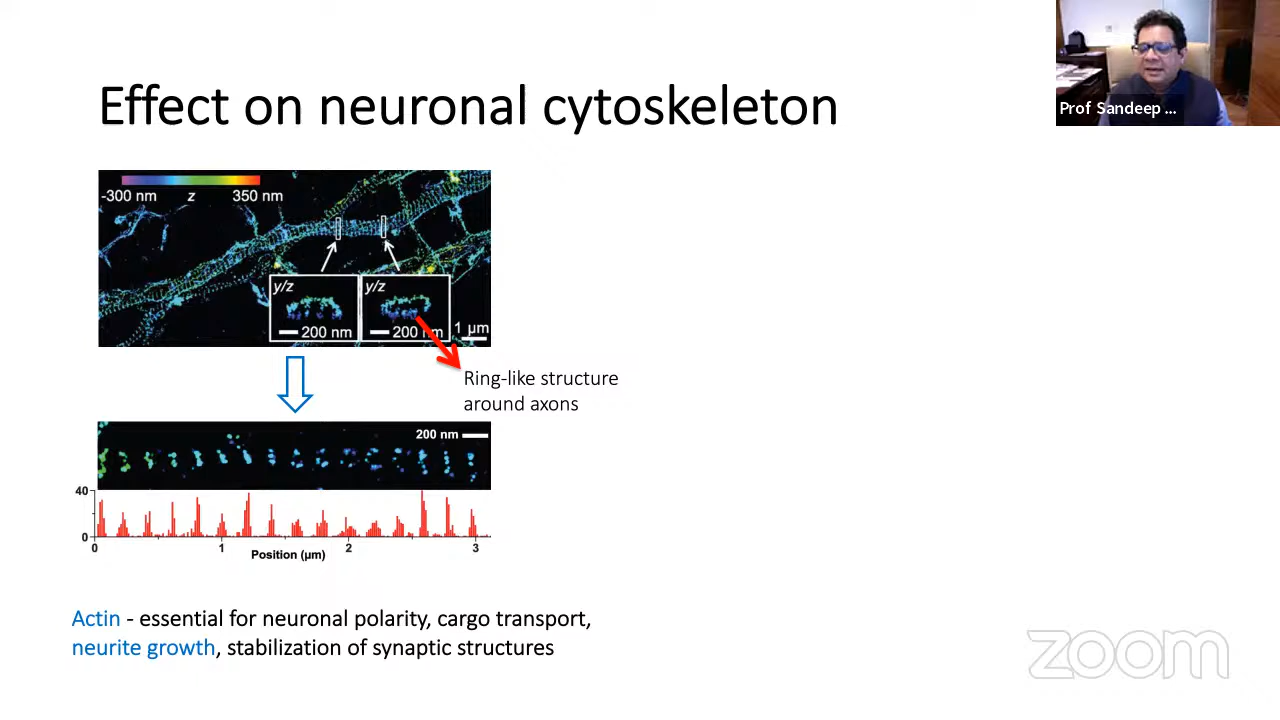 Prof Sandeep ...
Effect on neuronal cytoskeleton
-300 nm z 350 nm
y/z
y/z
200 nm
200 nm
1 μm
Ring-like structure
around axons
200 nm
40
0
0 1 2 3
Position (μm)
Actin - essential for neuronal polarity, cargo transport,
neurite growth, stabilization of synaptic structures
zoom